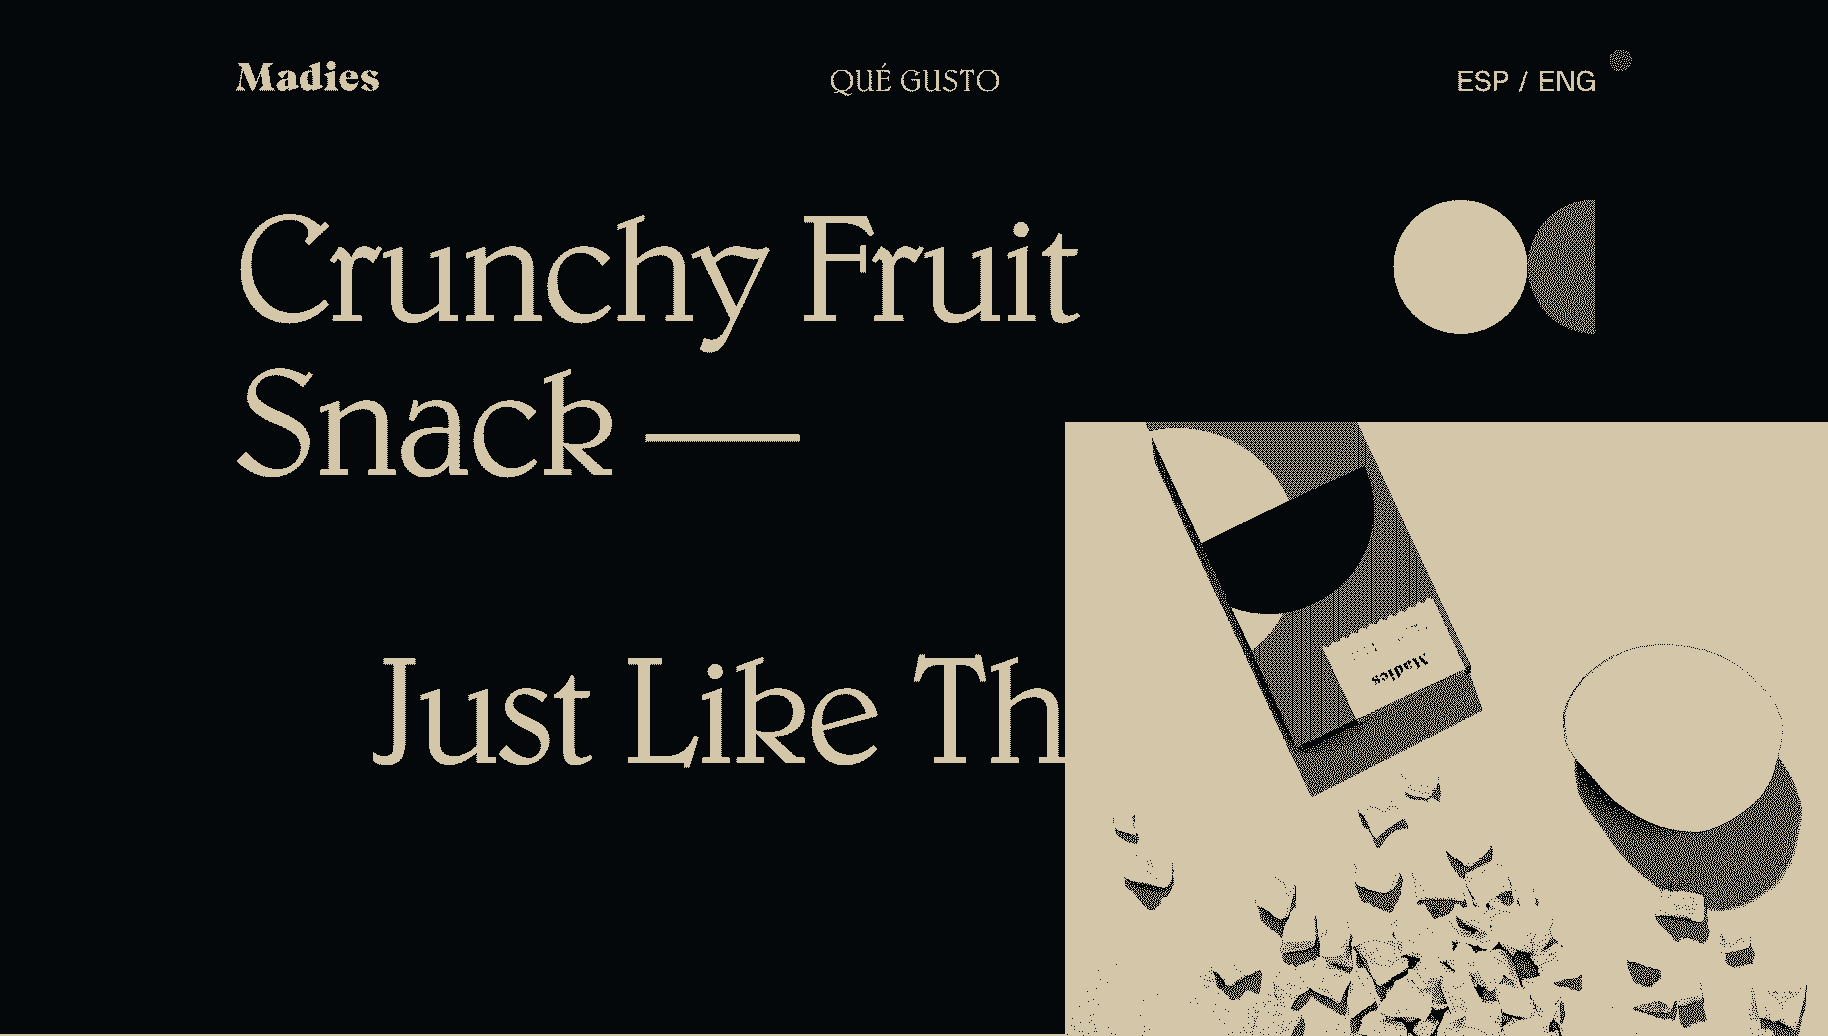 Madies
QUÉ GUSTO
ESP / ENG
Crunchy Fruit
Snack —
Just Like Th
Madies